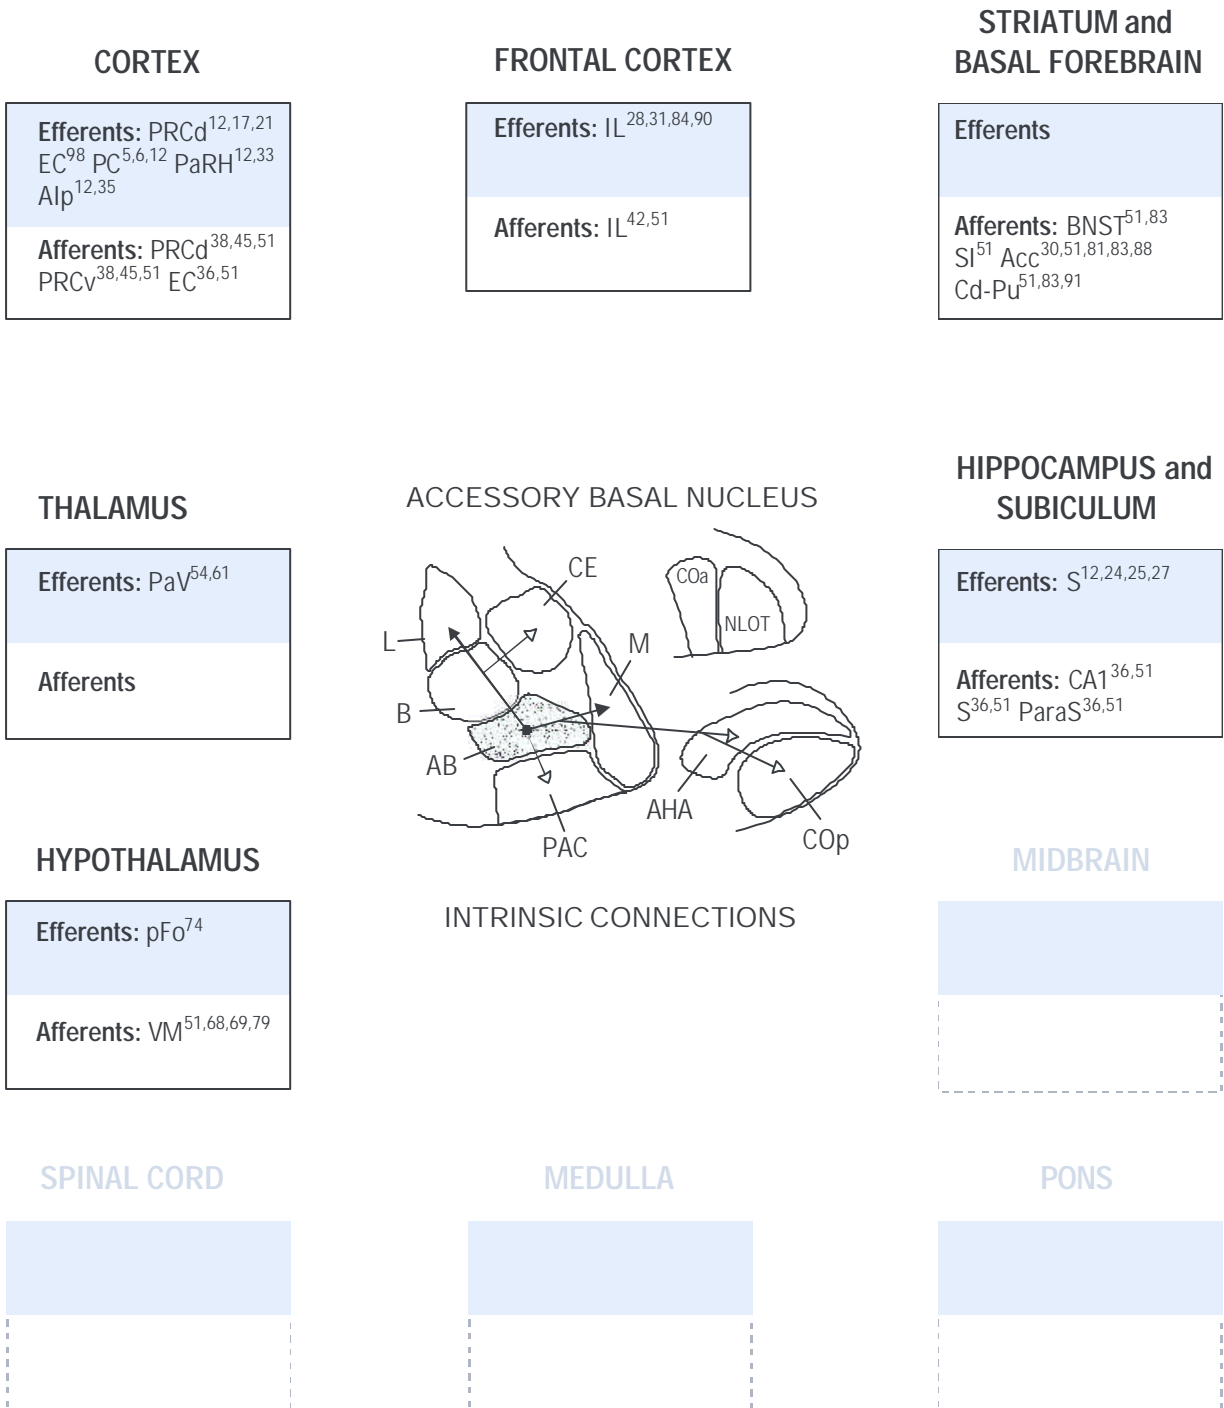 CORTEX
Efferents: PRCd12,17,21
EC98 PC5,6,12 PaRH12,33
AIp12,35
Afferents: PRCd38,45,51
PRCv38,45,51 EC36,51
FRONTAL CORTEX
Efferents: IL28,31,84,90
Afferents: IL42,51
STRIATUM and
BASAL FOREBRAIN
Efferents
Afferents: BNST51,83
SI51 Acc30,51,81,83,88
Cd-Pu51,83,91
THALAMUS
Efferents: PaV54,61
Afferents
ACCESSORY BASAL NUCLEUS
CE
COa
NLOT
L
M
B
AB
AHA
PAC
COp
INTRINSIC CONNECTIONS
HIPPOCAMPUS and
SUBICULUM
Efferents: S12,24,25,27
Afferents: CA136,51
S36,51 ParaS36,51
HYPOTHALAMUS
Efferents: pFo74
Afferents: VM51,68,69,79
MIDBRAIN
SPINAL CORD
MEDULLA
PONS